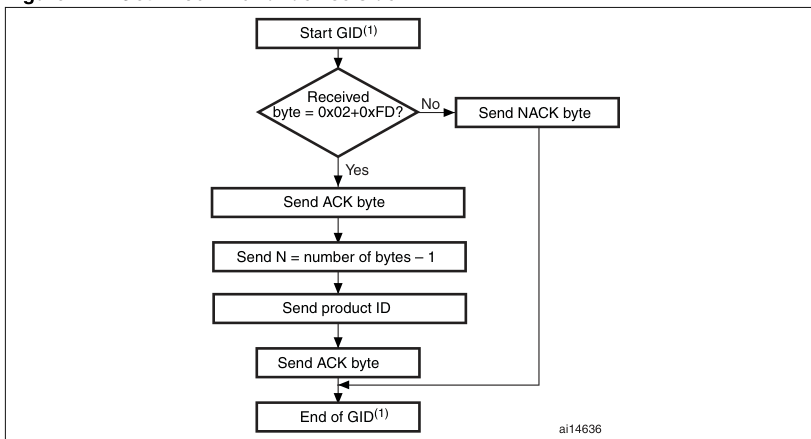 Start GID(1)
Received
byte = 0x02+0xFD?
No
Send NACK byte
Yes
Send ACK byte
Send N = number of bytes – 1
Send product ID
Send ACK byte
End of GID(1)
ai14636